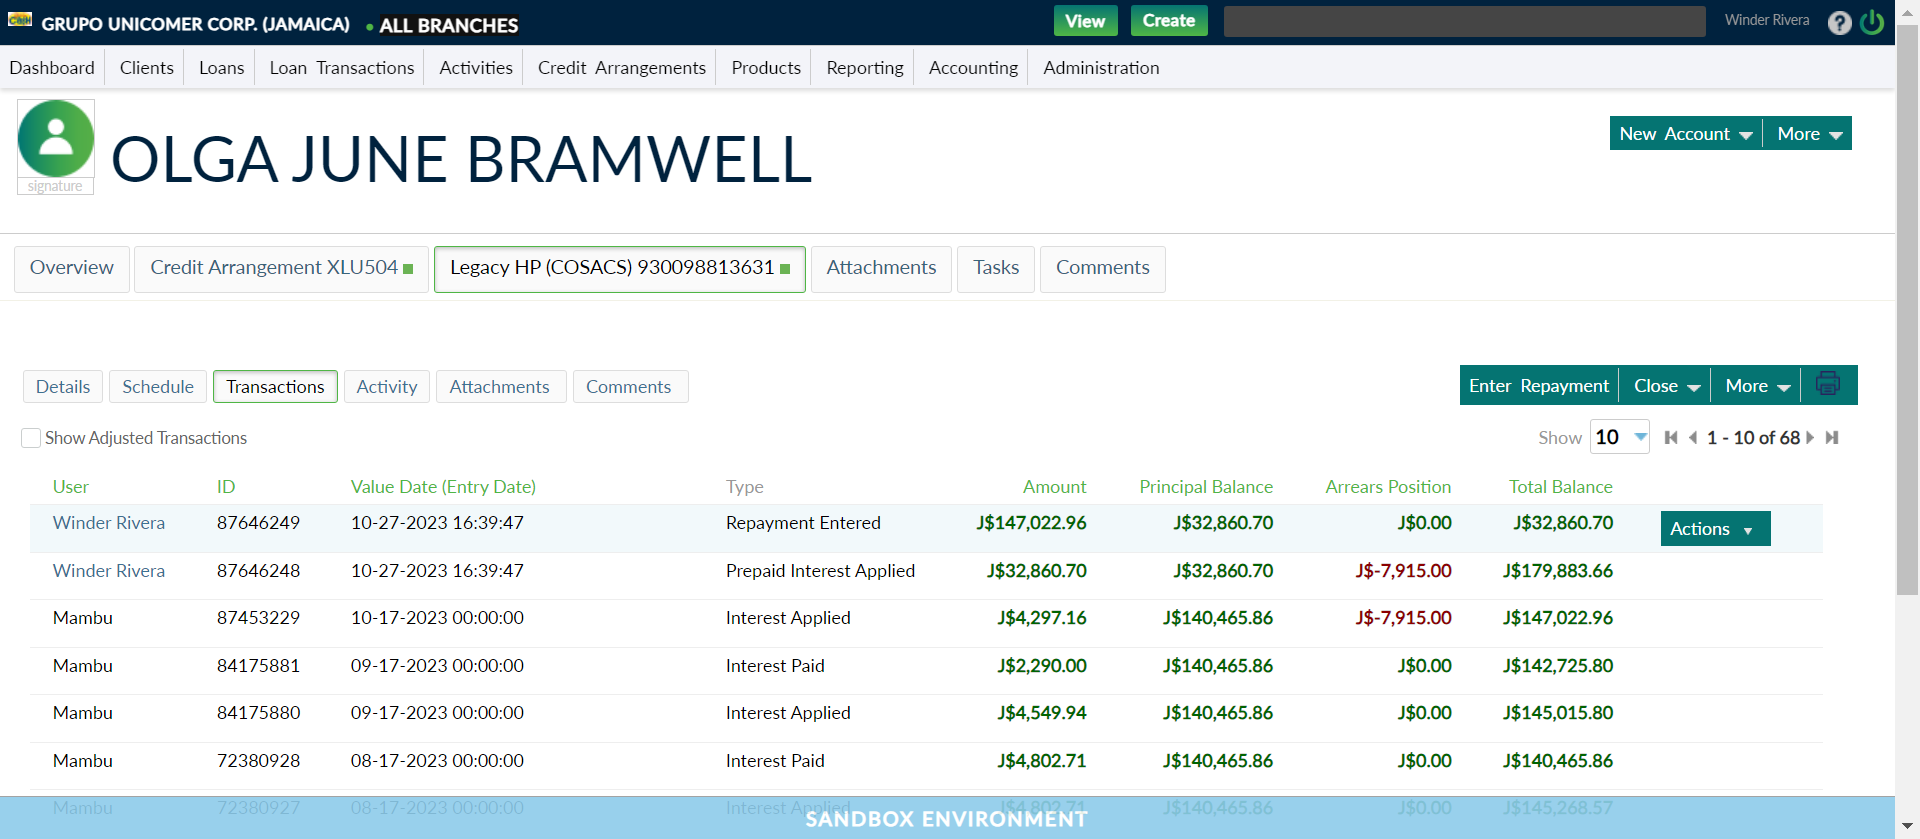 Cash GRUPO UNICOMER CORP. (JAMAICA) • ALL BRANCHES View Create Winder Rivera ?
Dashboard Clients Loans Loan Transactions Activities Credit Arrangements Products Reporting Accounting Administration
signature
OLGA JUNE BRAMWELL
New Account More
Overview Credit Arrangement XLU504 Legacy HP (COSACS) 930098813631 Attachments Tasks Comments
Details Schedule Transactions Activity Attachments Comments Enter Repayment Close More
Show Adjusted Transactions Show 10 1 - 10 of 68
User ID Value Date (Entry Date) Type Amount Principal Balance Arrears Position Total Balance
Winder Rivera 87646249 10-27-2023 16:39:47 Repayment Entered J$147,022.96 J$32,860.70 J$0.00 J$32,860.70 Actions
Winder Rivera 87646248 10-27-2023 16:39:47 Prepaid Interest Applied J$32,860.70 J$32,860.70 J$-7,915.00 J$179,883.66
Mambu 87453229 10-17-2023 00:00:00 Interest Applied J$4,297.16 J$140,465.86 J$-7,915.00 J$147,022.96
Mambu 84175881 09-17-2023 00:00:00 Interest Paid J$2,290.00 J$140,465.86 J$0.00 J$142,725.80
Mambu 84175880 09-17-2023 00:00:00 Interest Applied J$4,549.94 J$140,465.86 J$0.00 J$145,015.80
Mambu 72380928 08-17-2023 00:00:00 Interest Paid J$4,802.71 J$140,465.86 J$0.00 J$140,465.86
Mambu 72380927 08-17-2023 00:00:00 Interest Applied J$4,802.71 J$140,465.86 J$0.00 J$145,268.57
SANDBOX ENVIRONMENT